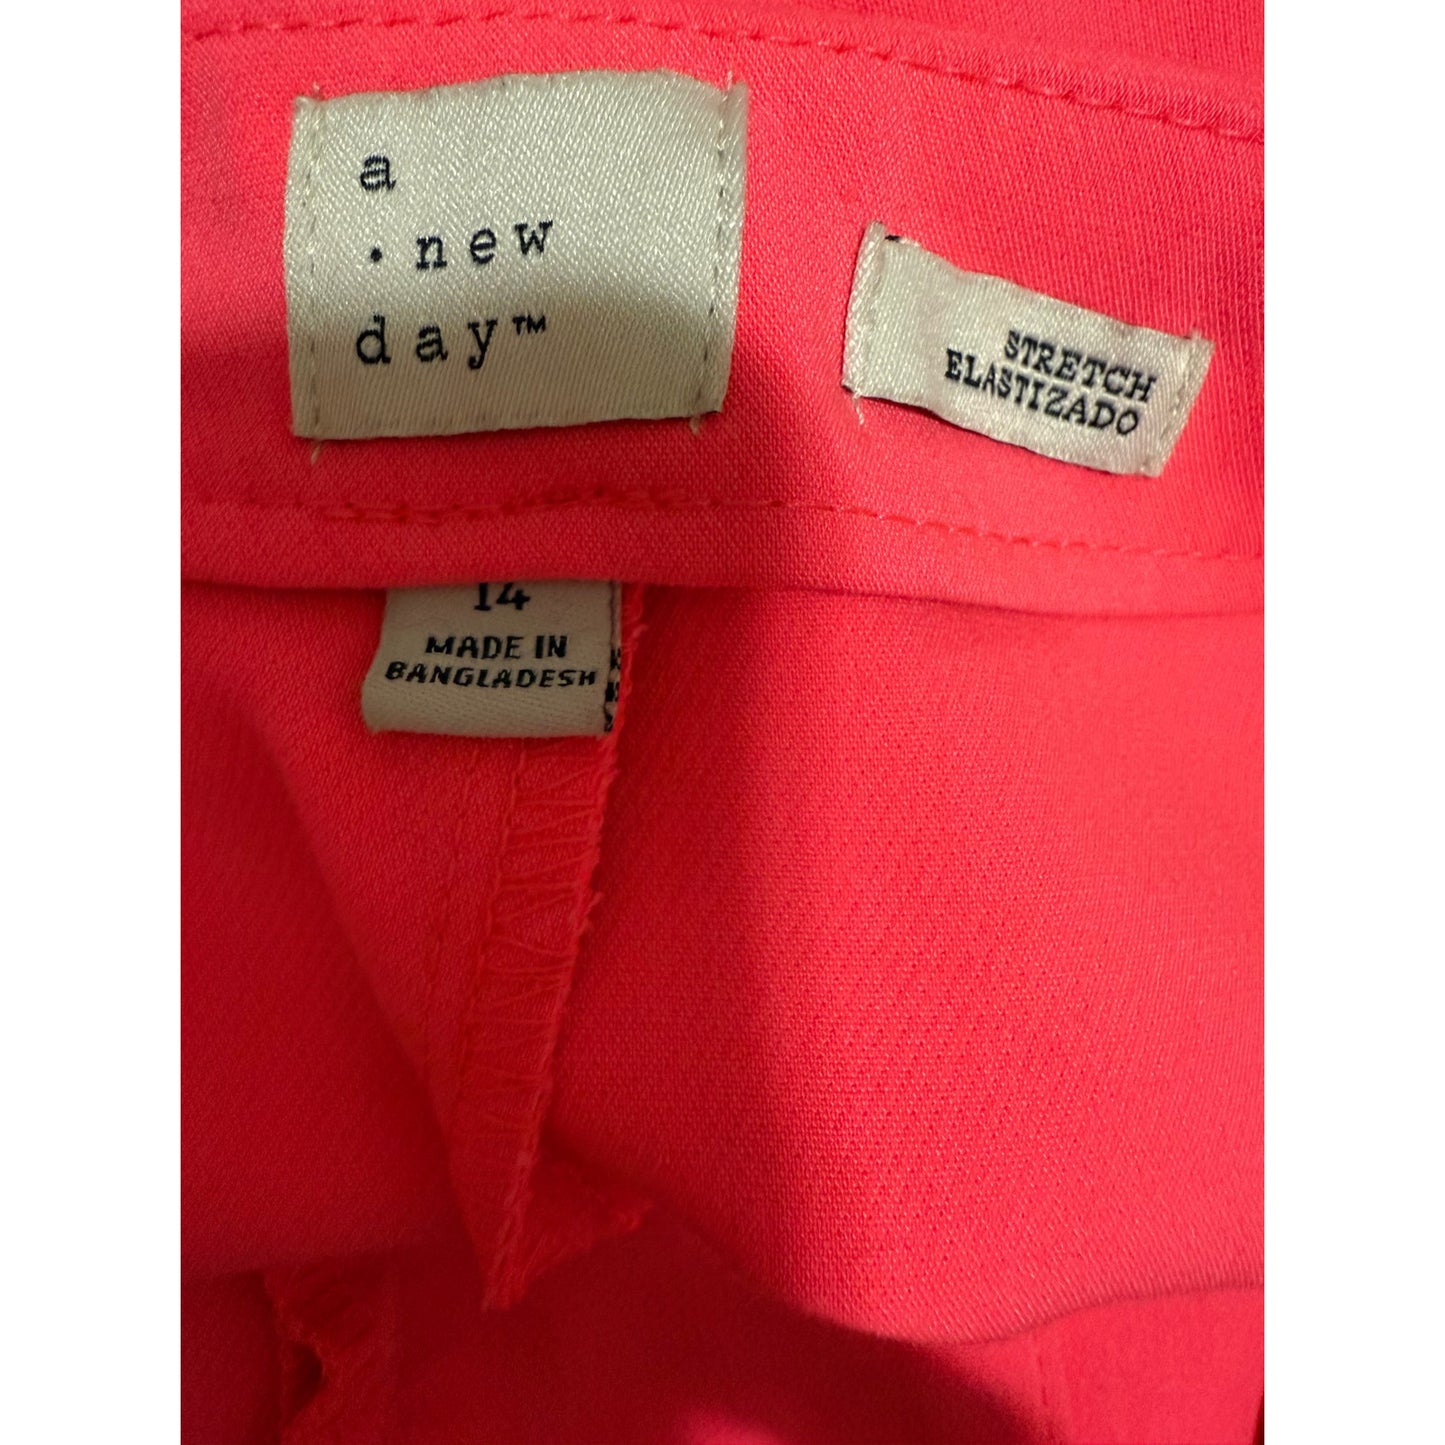 a
• new
day™
STRETCH
ELASTIZADO
14
MADE IN
BANGLADESH